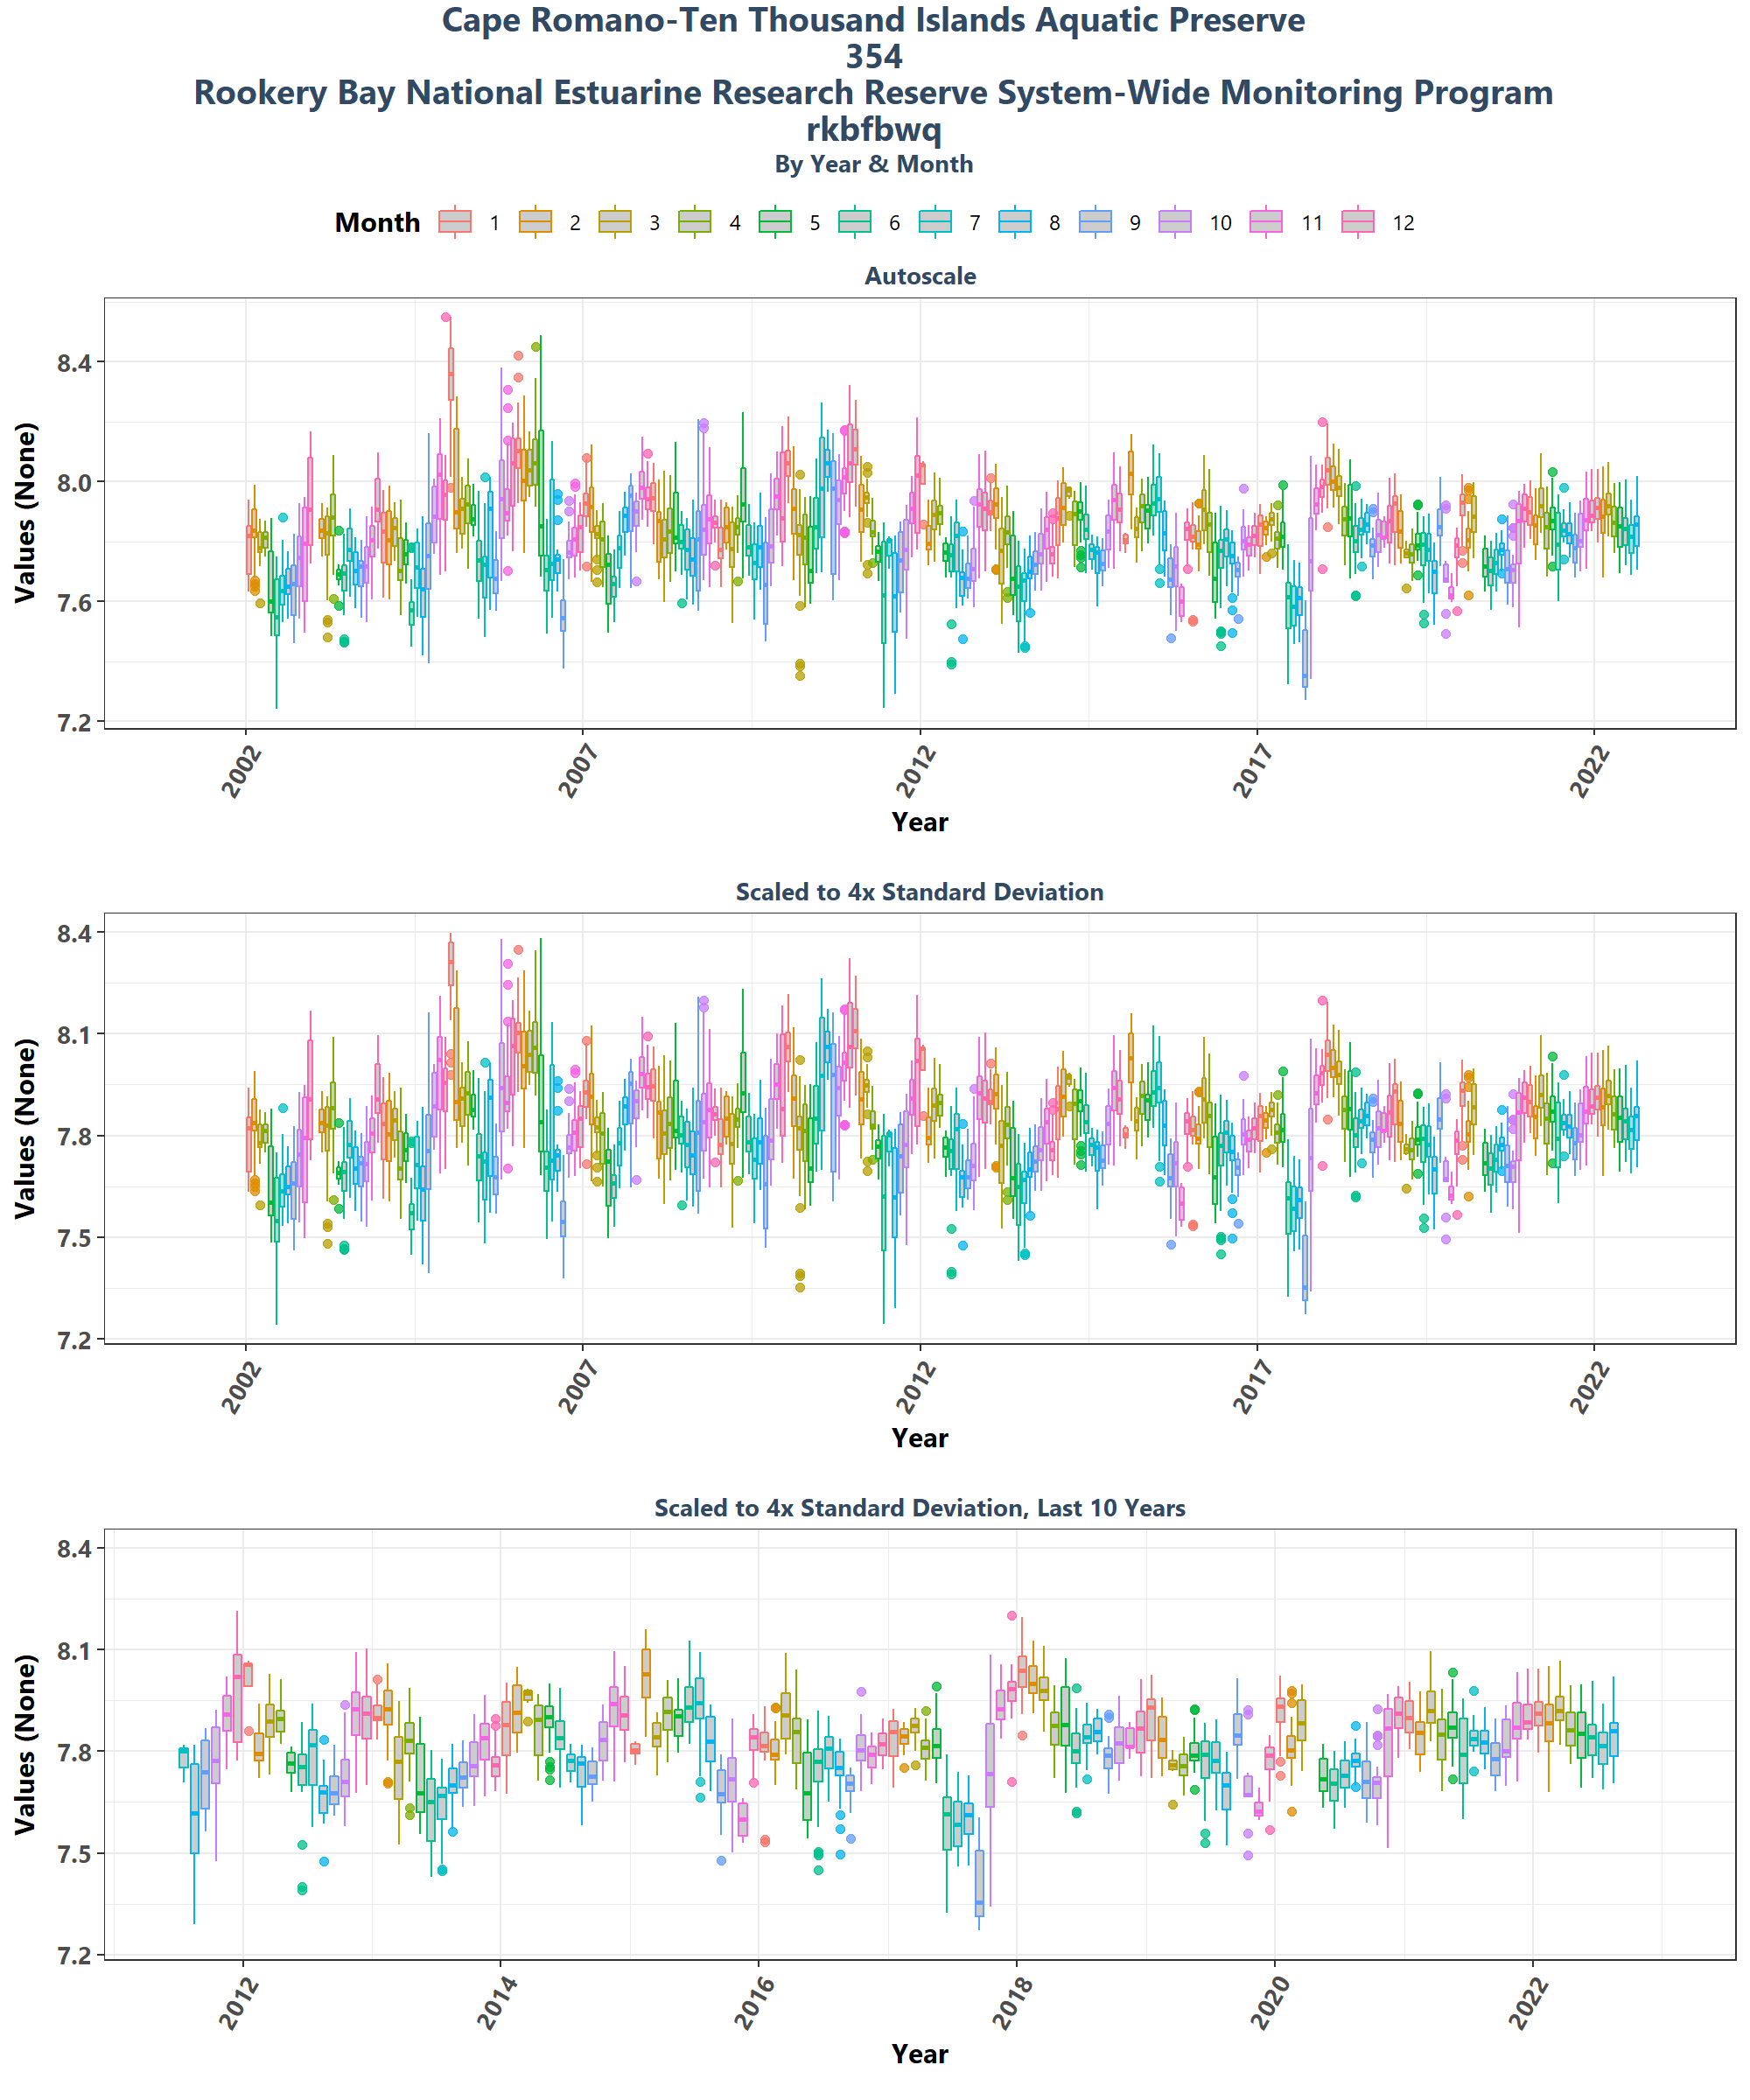 Cape Romano-Ten Thousand Islands Aquatic Preserve
354
Rookery Bay National Estuarine Research Reserve System-Wide Monitoring Program
rkbfbwq
By Year & Month
Month 1 2 3 4 5 6 7 8 9 10 11 12
Autoscale
Values (None)
8.4
8.0
7.6
7.2
2002 2007 2012 2017 2022
Year
Scaled to 4x Standard Deviation
Values (None)
8.4
8.1
7.8
7.5
7.2
2002 2007 2012 2017 2022
Year
Scaled to 4x Standard Deviation, Last 10 Years
Values (None)
8.4
8.1
7.8
7.5
7.2
2012 2014 2016 2018 2020 2022
Year